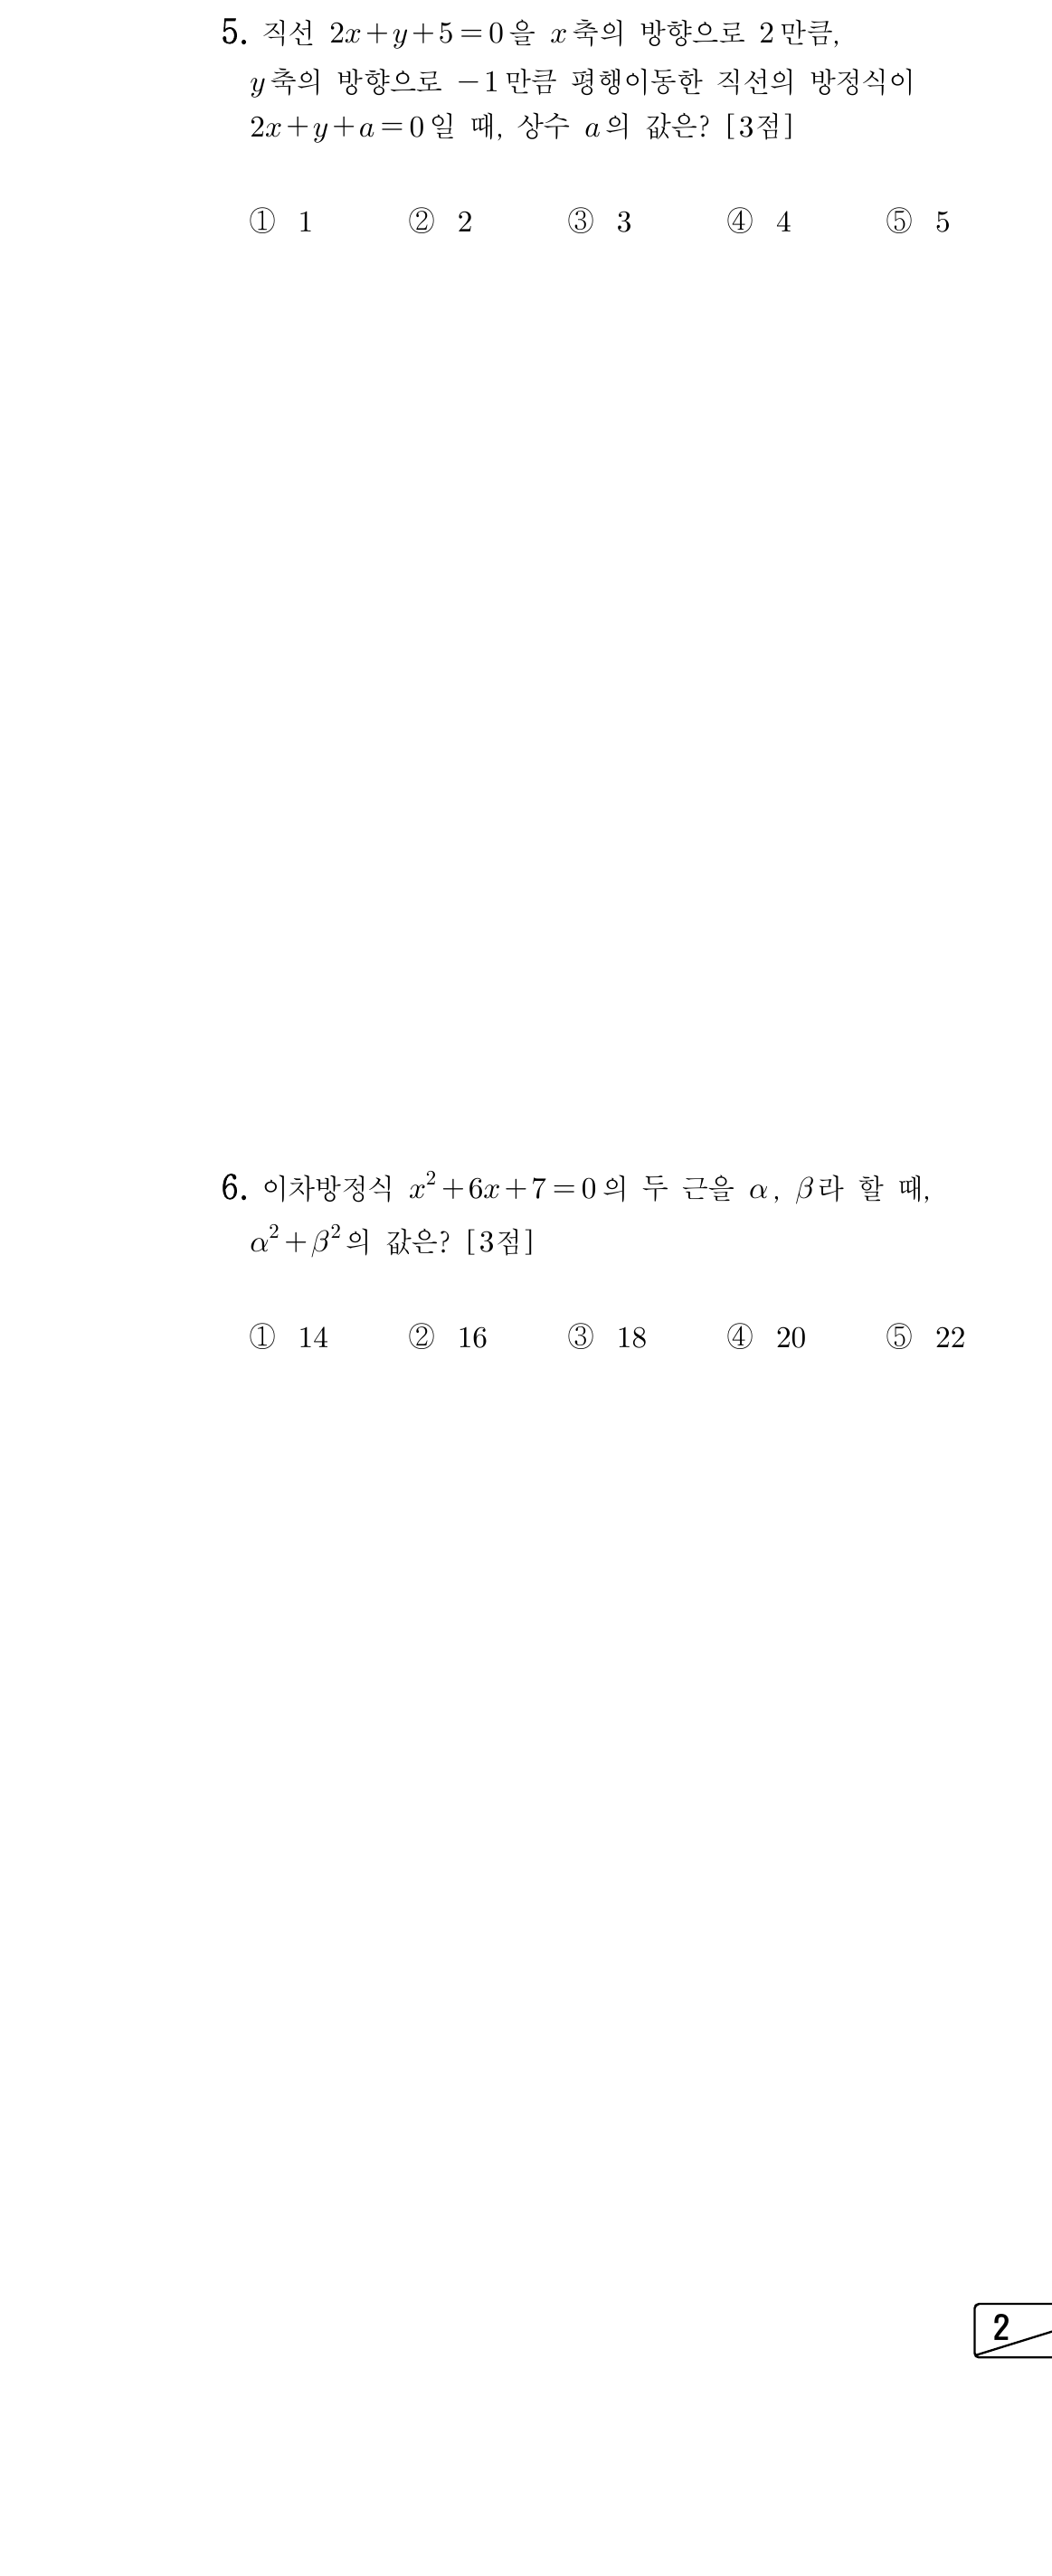 5. 직선 2x+y+5=0을 x축의 방향으로 2만큼,
y축의 방향으로 -1만큼 평행이동한 직선의 방정식이
2x+y+a=0일 때, 상수 a의 값은? [3점]
① 1 ② 2 ③ 3 ④ 4 ⑤ 5
6. 이차방정식 x²+6x+7=0의 두 근을 α, β라 할 때,
α²+β²의 값은? [3점]
① 14 ② 16 ③ 18 ④ 20 ⑤ 22
2